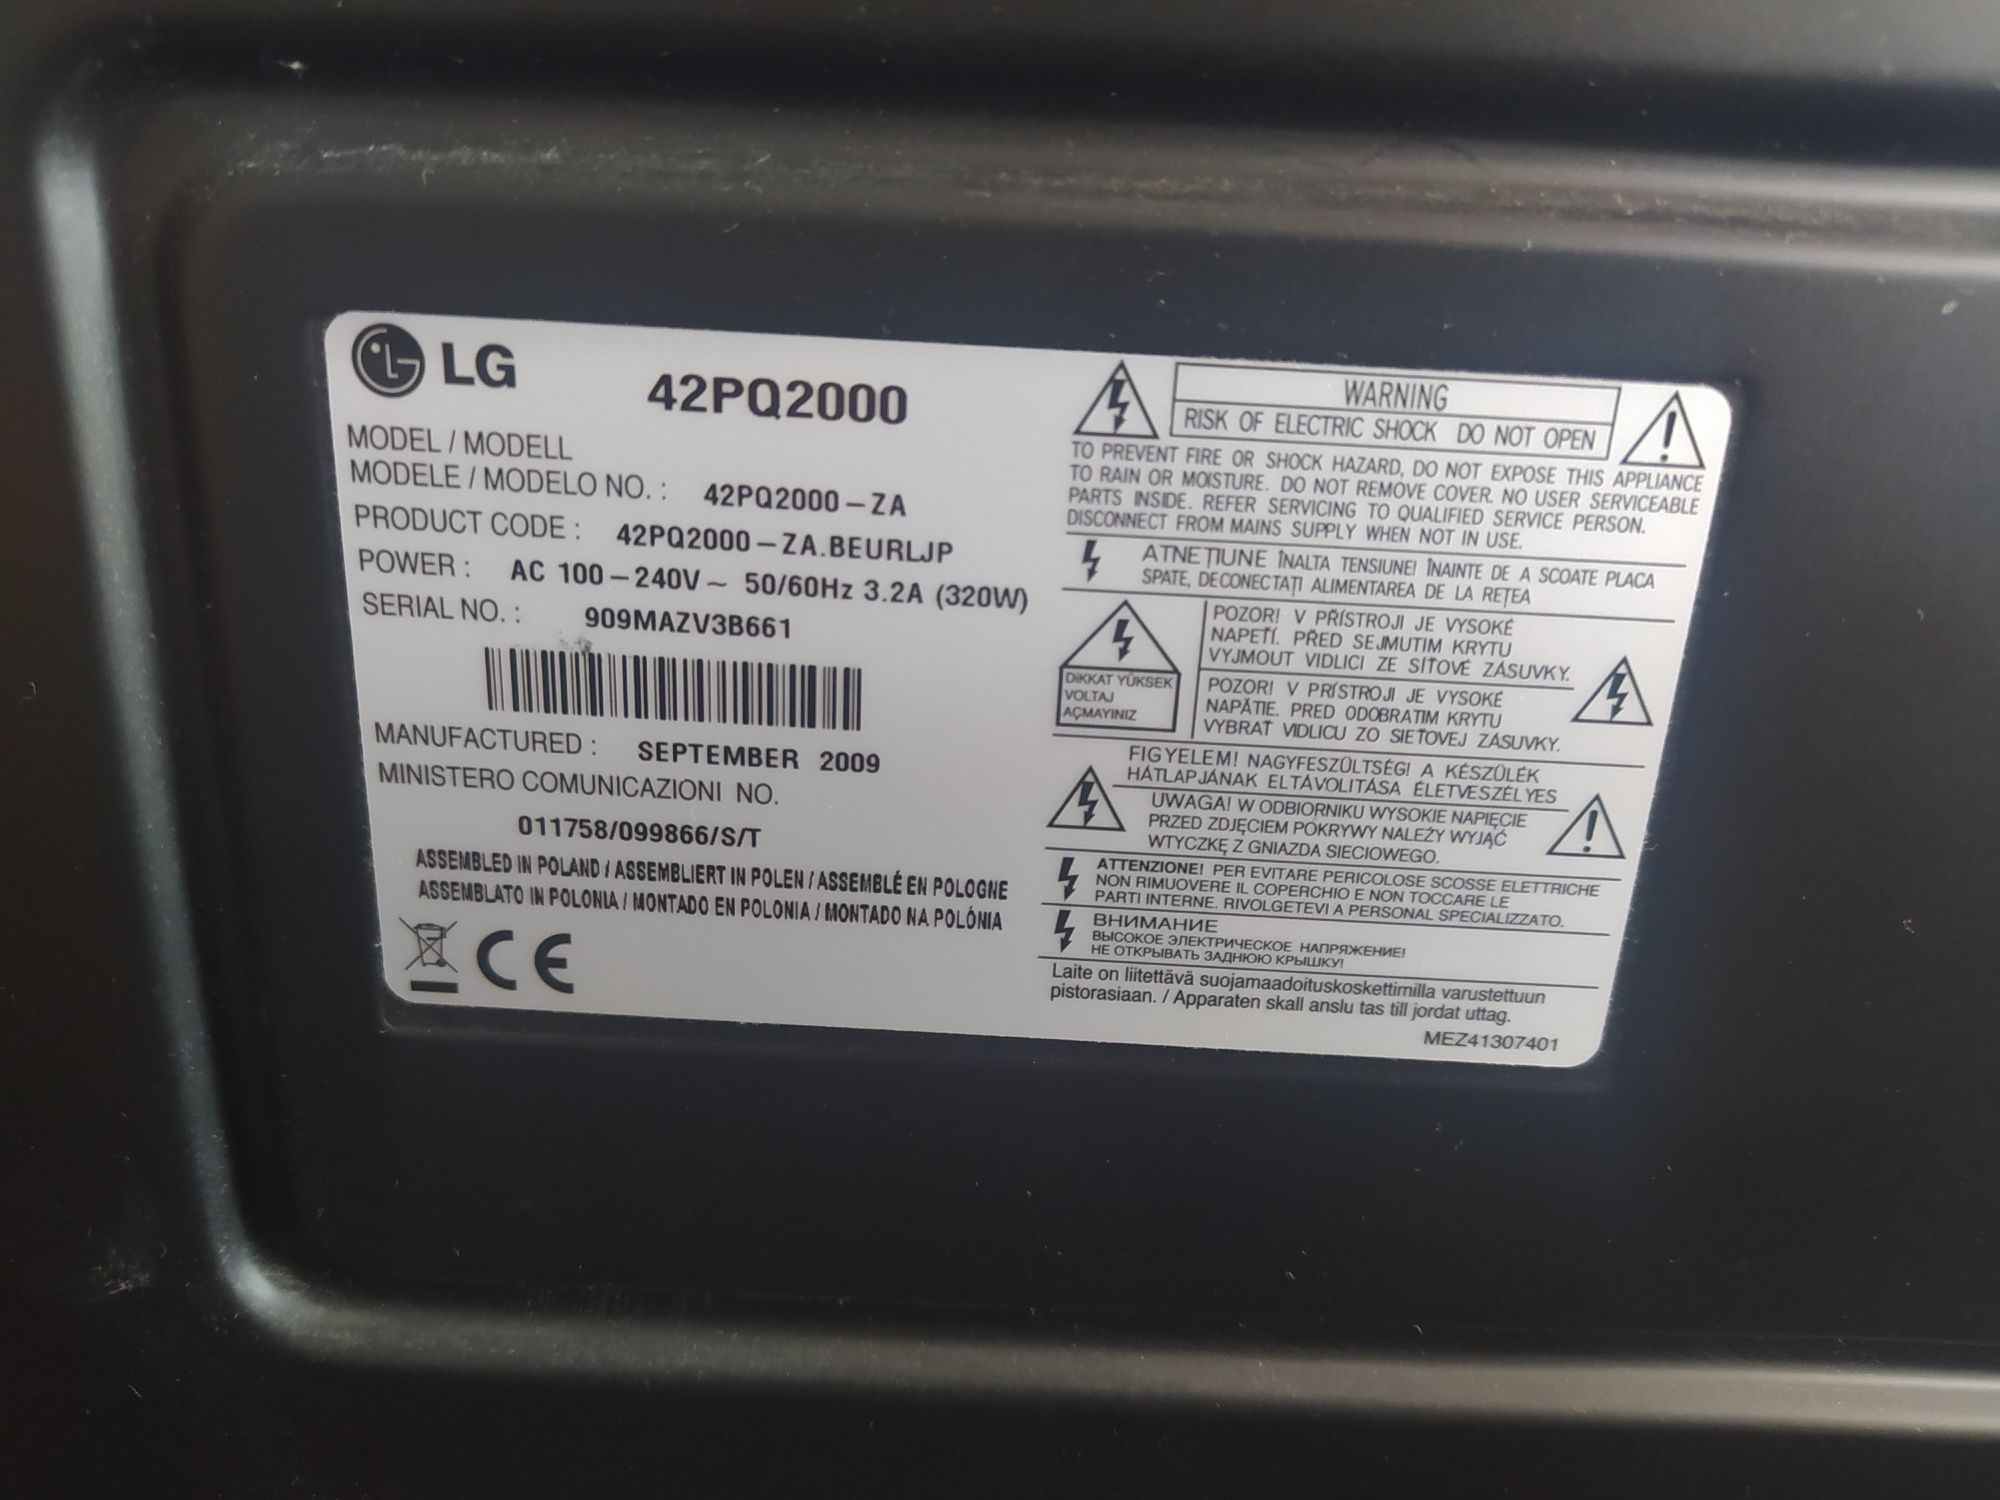 LG
42PQ2000
MODEL / MODELL
MODELE / MODELO NO. : 42PQ2000-ZA
PRODUCT CODE : 42PQ2000-ZA.BEURLJP
POWER : AC 100-240V~ 50/60Hz 3.2A (320W)
SERIAL NO. : 909MAZV3B661
MANUFACTURED : SEPTEMBER 2009
MINISTERO COMUNICAZIONI NO.
011758/099866/S/T
ASSEMBLED IN POLAND / ASSEMBLIERT IN POLEN / ASSEMBLÉ EN POLOGNE
ASSEMBLATO IN POLONIA / MONTADO EN POLONIA / MONTADO NA POLÓNIA
CE
WARNING
RISK OF ELECTRIC SHOCK DO NOT OPEN
TO PREVENT FIRE OR SHOCK HAZARD, DO NOT EXPOSE THIS APPLIANCE
TO RAIN OR MOISTURE. DO NOT REMOVE COVER. NO USER SERVICEABLE
PARTS INSIDE. REFER SERVICING TO QUALIFIED SERVICE PERSON.
DISCONNECT FROM MAINS SUPPLY WHEN NOT IN USE.
ATNEȚIUNE ÎNALTA TENSIUNE! ÎNAINTE DE A SCOATE PLACA
SPATE, DECONECTAȚI ALIMENTAREA DE LA REȚEA
DIKKAT YÜKSEK
VOLTAJ
AÇMAYINIZ
POZOR! V PŘÍSTROJI JE VYSOKÉ
NAPETÍ. PŘED SEJMUTIM KRYTU
VYJMOUT VIDLICI ZE SÍŤOVÉ ZÁSUVKY.
POZOR! V PRÍSTROJI JE VYSOKÉ
NAPÄTIE. PRED ODOBRATIM KRYTU
VYBRAŤ VIDLICU ZO SIEŤOVEJ ZÁSUVKY.
FIGYELEM! NAGYFESZÜLTSÉG! A KÉSZÜLÉK
HÁTLAPJÁNAK ELTÁVOLITÁSA ÉLETVESZÉLYES
UWAGA! W ODBIORNIKU WYSOKIE NAPIĘCIE
PRZED ZDJĘCIEM POKRYWY NALEŻY WYJĄĆ
WTYCZKĘ Z GNIAZDA SIECIOWEGO.
ATTENZIONE! PER EVITARE PERICOLOSE SCOSSE ELETTRICHE
NON RIMUOVERE IL COPERCHIO E NON TOCCARE LE
PARTI INTERNE. RIVOLGETEVI A PERSONAL SPECIALIZZATO.
ВНИМАНИЕ
ВЫСОКОЕ ЭЛЕКТРИЧЕСКОЕ НАПРЯЖЕНИЕ!
НЕ ОТКРЫВАТЬ ЗАДНЮЮ КРЫШКУ!
Laite on liitettävä suojamaadoituskoskettimilla varustettuun
pistorasiaan. / Apparaten skall anslu tas till jordat uttag.
MEZ41307401